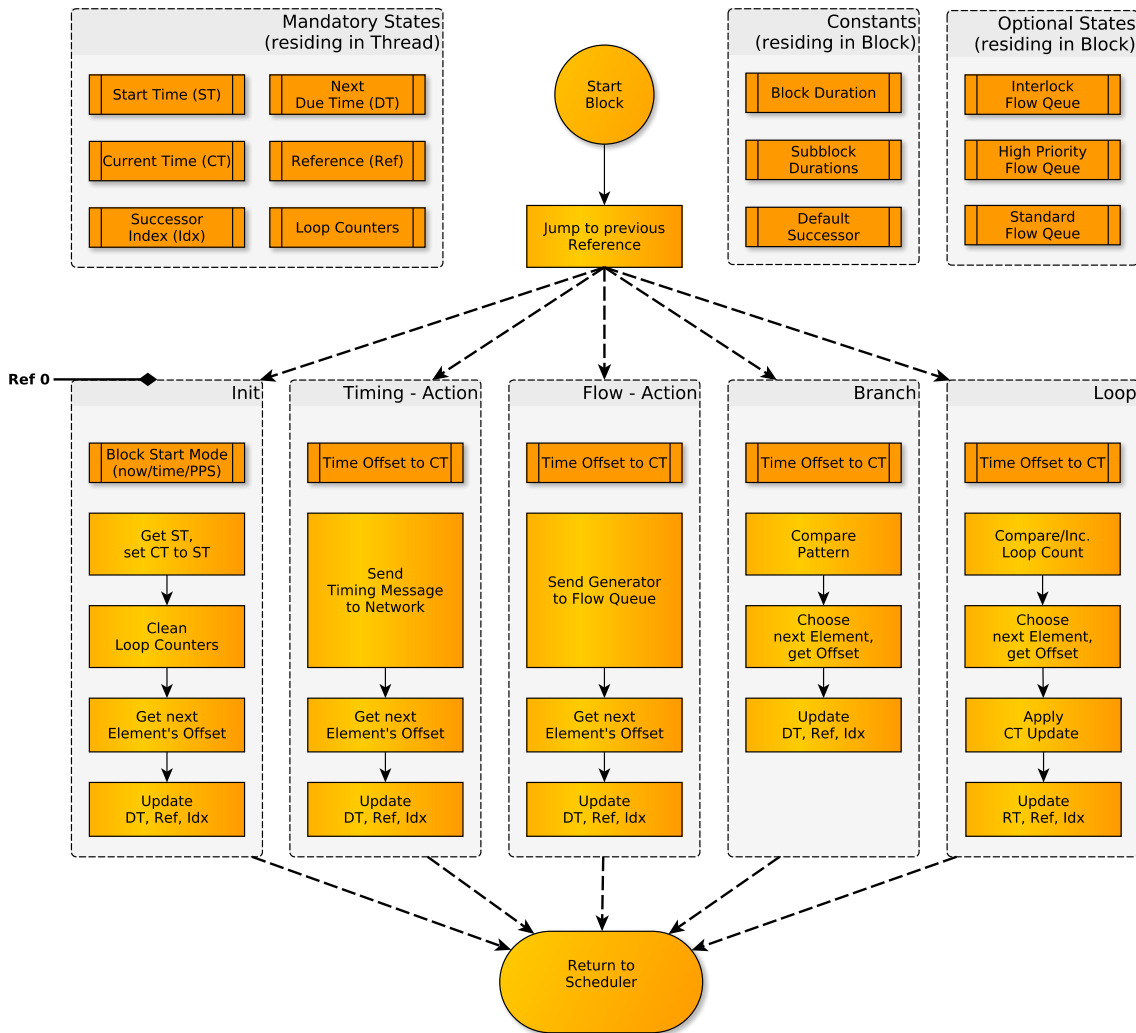 Mandatory States
(residing in Thread)
Start Time (ST)
Next
Due Time (DT)
Current Time (CT)
Reference (Ref)
Successor
Index (Idx)
Loop Counters
Start
Block
Jump to previous
Reference
Constants
(residing in Block)
Block Duration
Subblock
Durations
Default
Successor
Optional States
(residing in Block)
Interlock
Flow Qeue
High Priority
Flow Qeue
Standard
Flow Qeue
Ref 0
Init
Block Start Mode
(now/time/PPS)
Get ST,
set CT to ST
Clean
Loop Counters
Get next
Element's Offset
Update
DT, Ref, Idx
Timing - Action
Time Offset to CT
Send
Timing Message
to Network
Get next
Element's Offset
Update
DT, Ref, Idx
Flow - Action
Time Offset to CT
Send Generator
to Flow Queue
Get next
Element's Offset
Update
DT, Ref, Idx
Branch
Time Offset to CT
Compare
Pattern
Choose
next Element,
get Offset
Update
DT, Ref, Idx
Loop
Time Offset to CT
Compare/Inc.
Loop Count
Choose
next Element,
get Offset
Apply
CT Update
Update
RT, Ref, Idx
Return to
Scheduler